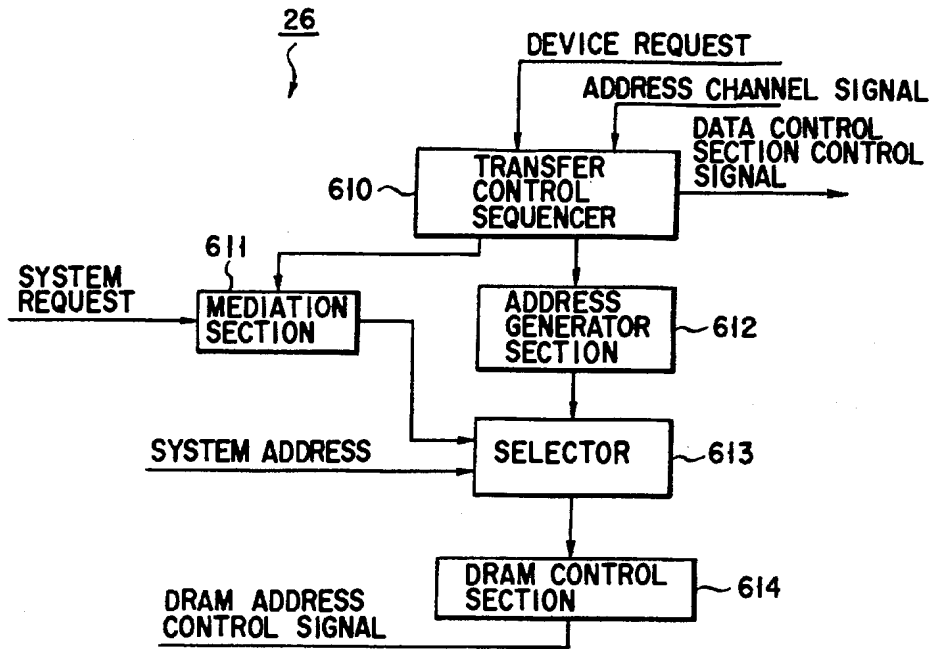 26
DEVICE REQUEST
ADDRESS CHANNEL SIGNAL
DATA CONTROL
SECTION CONTROL
SIGNAL
610
TRANSFER
CONTROL
SEQUENCER
611
SYSTEM
REQUEST
MEDIATION
SECTION
ADDRESS
GENERATOR
SECTION
612
SYSTEM ADDRESS
SELECTOR
613
DRAM CONTROL
SECTION
614
DRAM ADDRESS
CONTROL SIGNAL